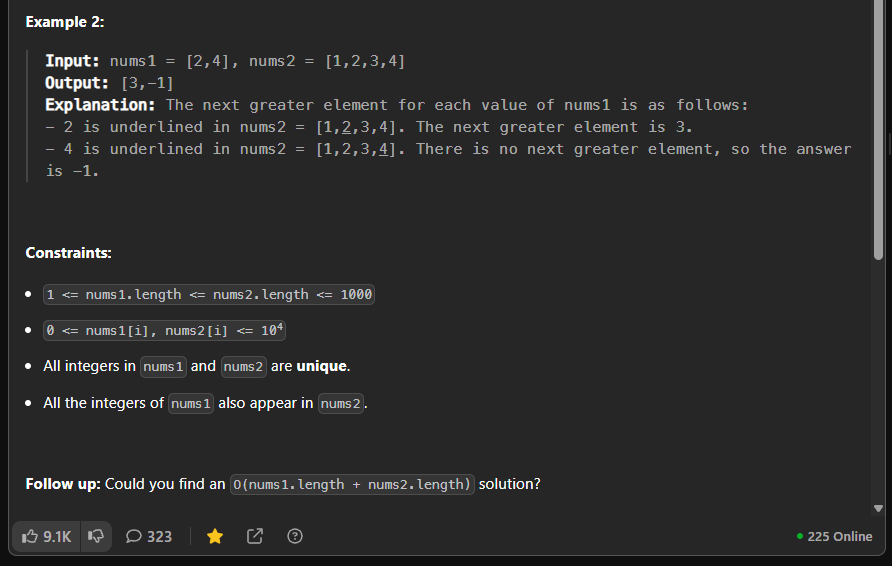 Example 2:
Input: nums1 = [2,4], nums2 = [1,2,3,4]
Output: [3,-1]
Explanation: The next greater element for each value of nums1 is as follows:
- 2 is underlined in nums2 = [1,2,3,4]. The next greater element is 3.
- 4 is underlined in nums2 = [1,2,3,4]. There is no next greater element, so the answer
is -1.
Constraints:
• 1 <= nums1.length <= nums2.length <= 1000
• 0 <= nums1[i], nums2[i] <= 10⁴
• All integers in nums1 and nums2 are unique.
• All the integers of nums1 also appear in nums2.
Follow up: Could you find an O(nums1.length + nums2.length) solution?
9.1K 323 225 Online